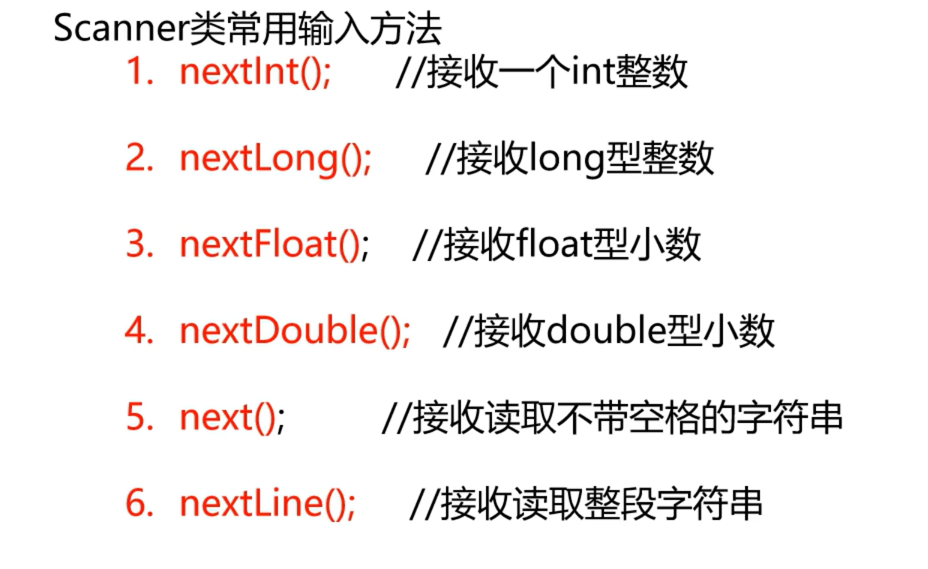 Scanner类常用输入方法
1. nextInt(); //接收一个int整数
2. nextLong(); //接收long型整数
3. nextFloat(); //接收float型小数
4. nextDouble(); //接收double型小数
5. next(); //接收读取不带空格的字符串
6. nextLine(); //接收读取整段字符串